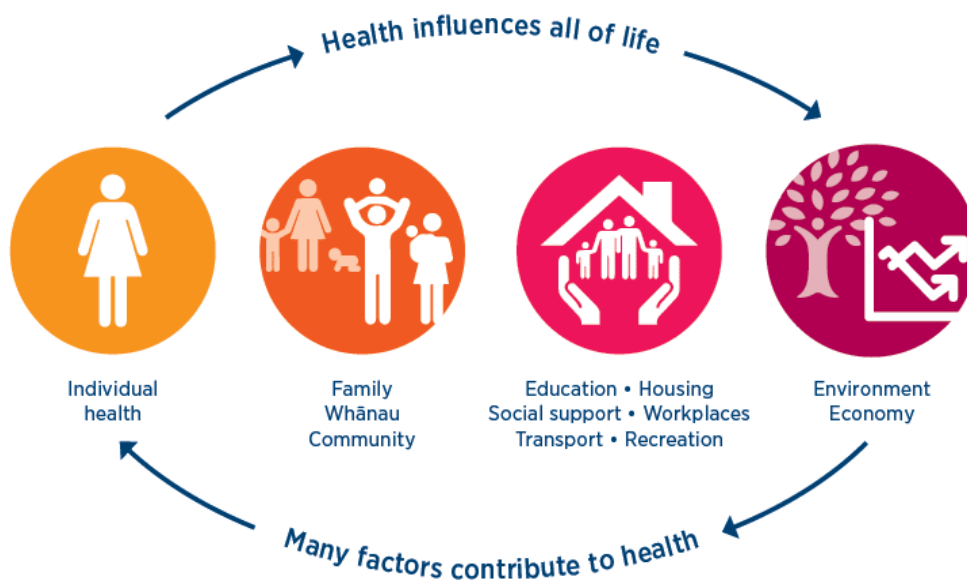 Health influences all of life
Individual
health
Family
Whānau
Community
Education • Housing
Social support • Workplaces
Transport • Recreation
Environment
Economy
Many factors contribute to health